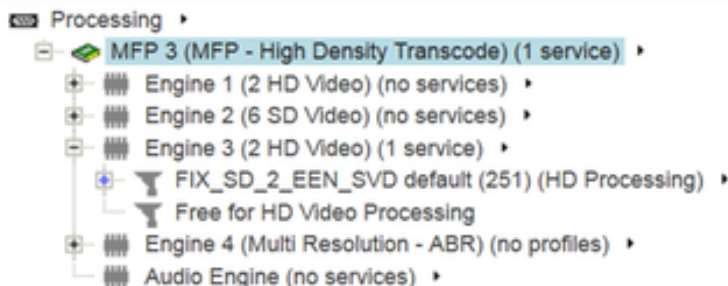 Processing
MFP 3 (MFP - High Density Transcode) (1 service)
Engine 1 (2 HD Video) (no services)
Engine 2 (6 SD Video) (no services)
Engine 3 (2 HD Video) (1 service)
FIX_SD_2_EEN_SVD default (251) (HD Processing)
Free for HD Video Processing
Engine 4 (Multi Resolution - ABR) (no profiles)
Audio Engine (no services)